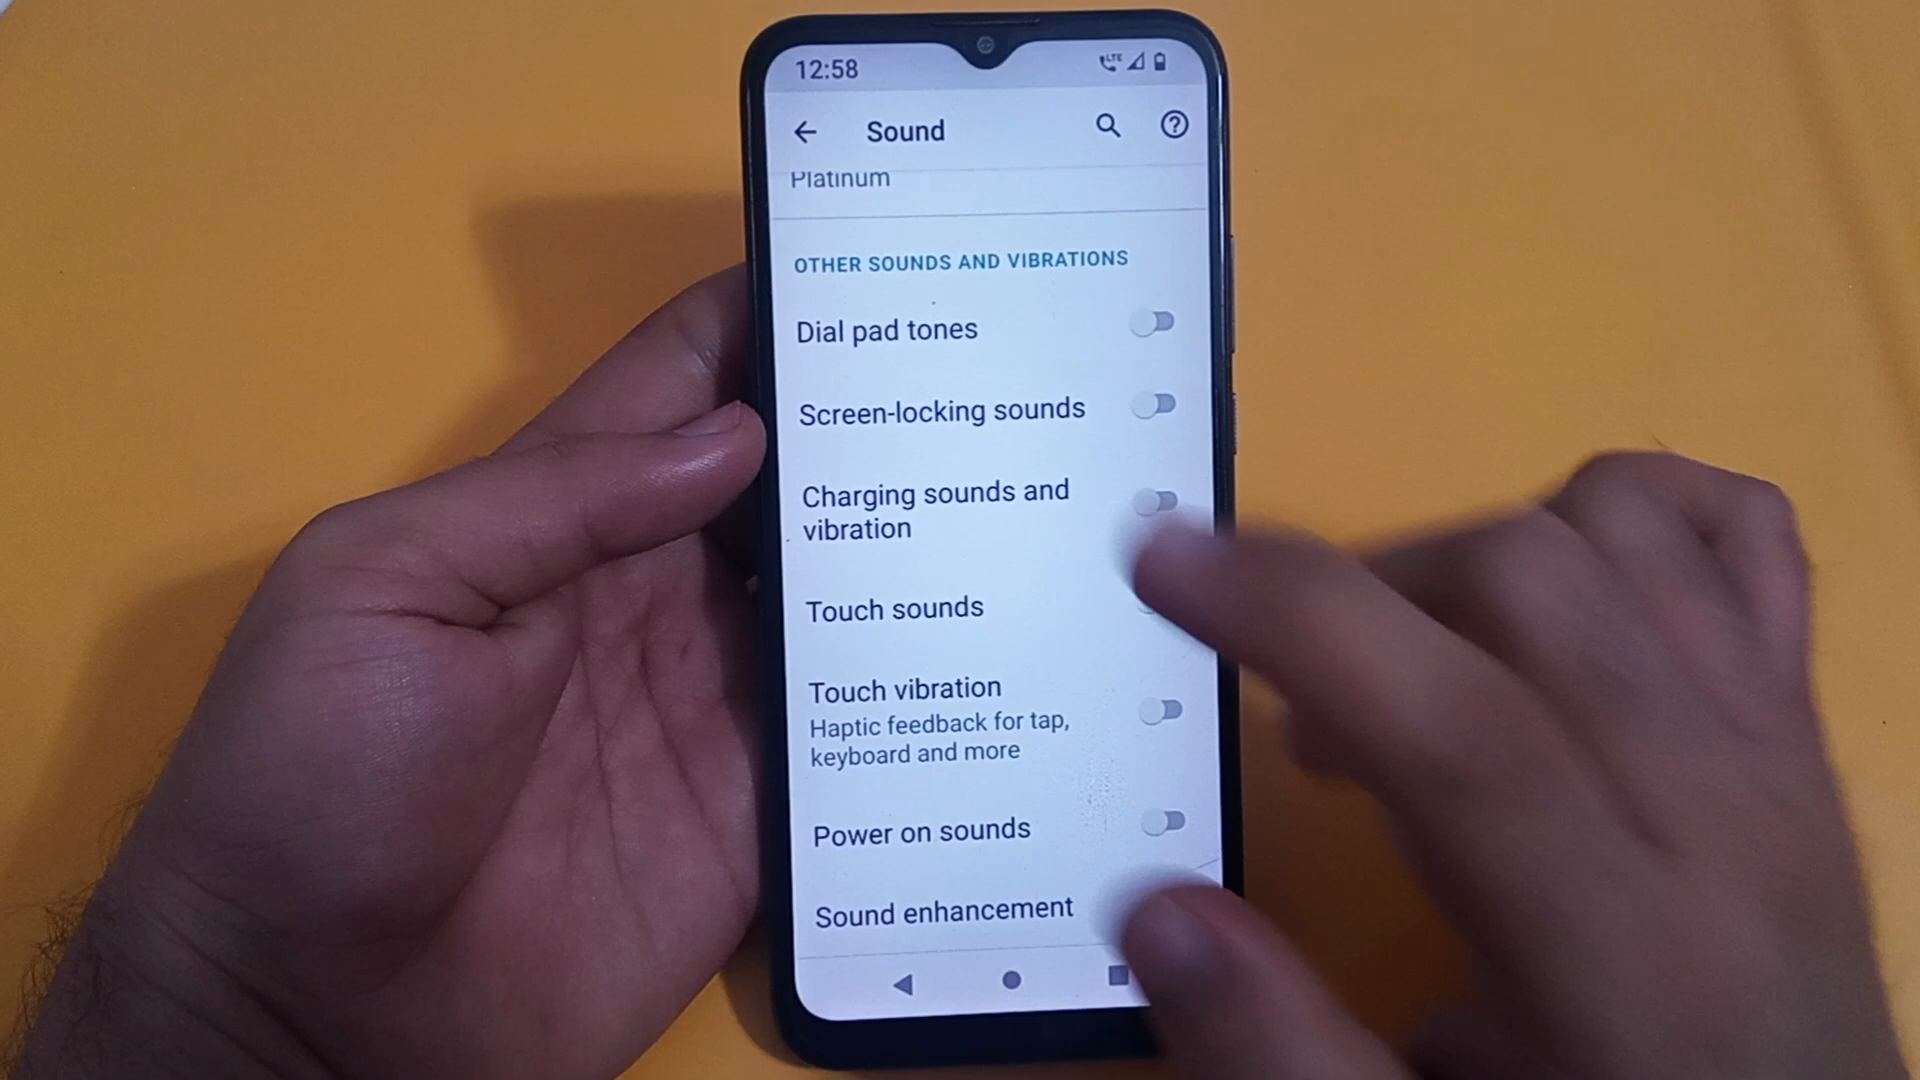 12:58
LTE
Sound
Platinum
OTHER SOUNDS AND VIBRATIONS
Dial pad tones
Screen-locking sounds
Charging sounds and
vibration
Touch sounds
Touch vibration
Haptic feedback for tap,
keyboard and more
Power on sounds
Sound enhancement